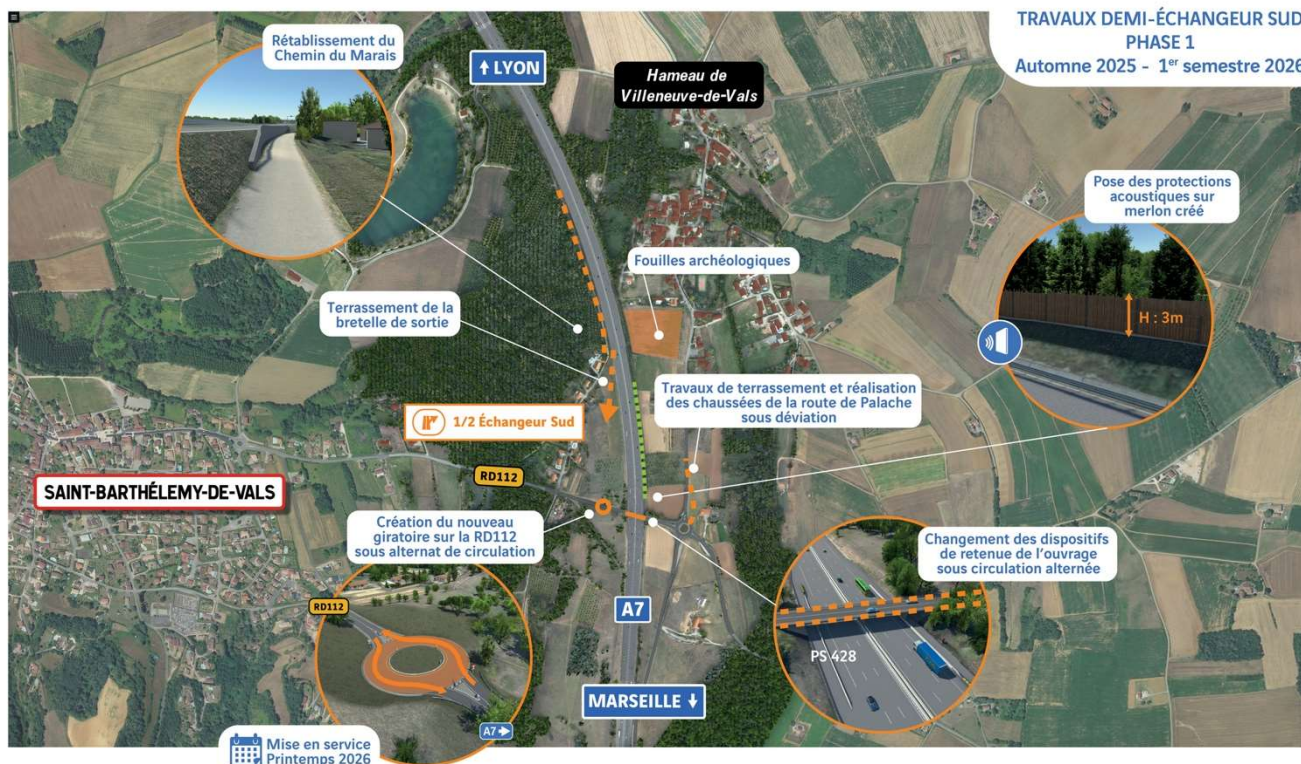 TRAVAUX DEMI-ÉCHANGEUR SUD
PHASE 1
Automne 2025 - 1er semestre 2026
Rétablissement du
Chemin du Marais
↑ LYON
Hameau de
Villeneuve-de-Vals
Pose des protections
acoustiques sur
merlon créé
H : 3m
Fouilles archéologiques
Terrassement de la
bretelle de sortie
Travaux de terrassement et réalisation
des chaussées de la route de Palache
sous déviation
1/2 Échangeur Sud
RD112
SAINT-BARTHÉLEMY-DE-VALS
Création du nouveau
giratoire sur la RD112
sous alternat de circulation
Changement des dispositifs
de retenue de l'ouvrage
sous circulation alternée
RD112
A7
PS 428
MARSEILLE ↓
A7
Mise en service
Printemps 2026